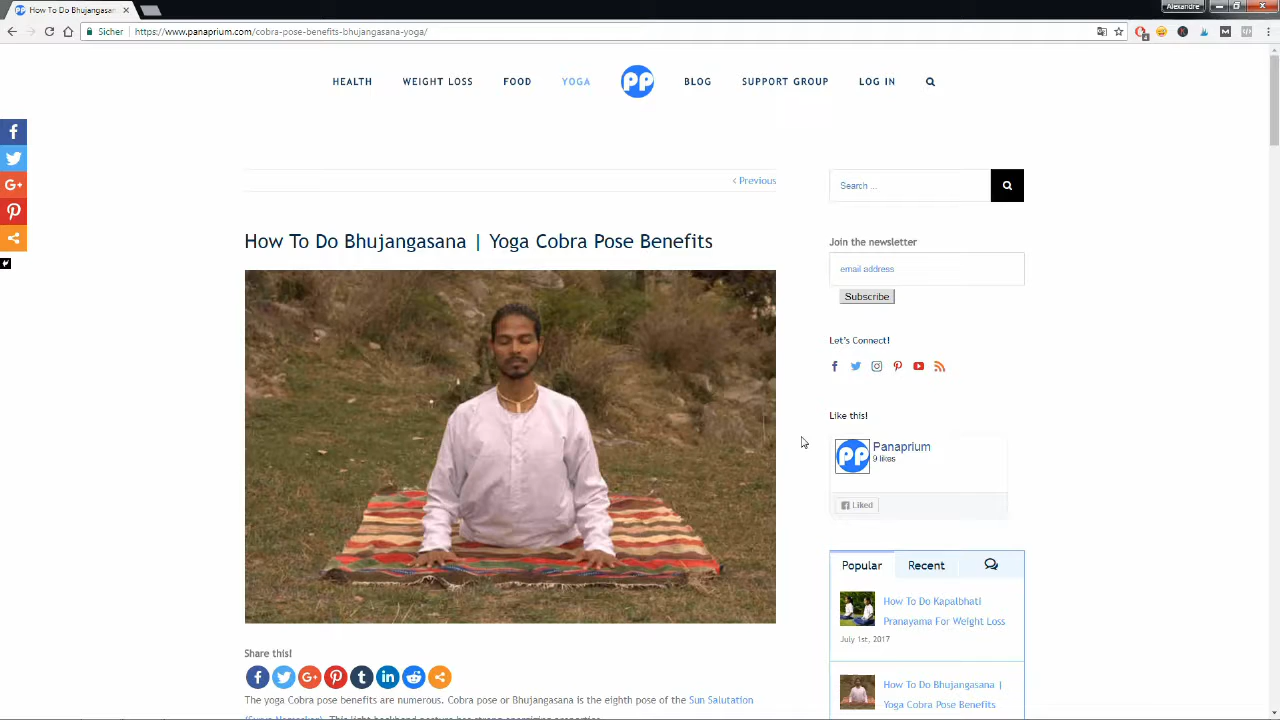 How To Do Bhujangasan
Alexandre
Sicher
https://www.panaprium.com/cobra-pose-benefits-bhujangasana-yoga/
HEALTH WEIGHT LOSS FOOD YOGA PP BLOG SUPPORT GROUP LOG IN
< Previous
Search ...
How To Do Bhujangasana | Yoga Cobra Pose Benefits
Join the newsletter
email address
Subscribe
Let's Connect!
Like this!
PP
Panaprium
9 likes
Liked
Popular Recent
How To Do Kapalbhati
Pranayama For Weight Loss
July 1st, 2017
How To Do Bhujangasana |
Yoga Cobra Pose Benefits
Share this!
The yoga Cobra pose benefits are numerous. Cobra pose or Bhujangasana is the eighth pose of the Sun Salutation